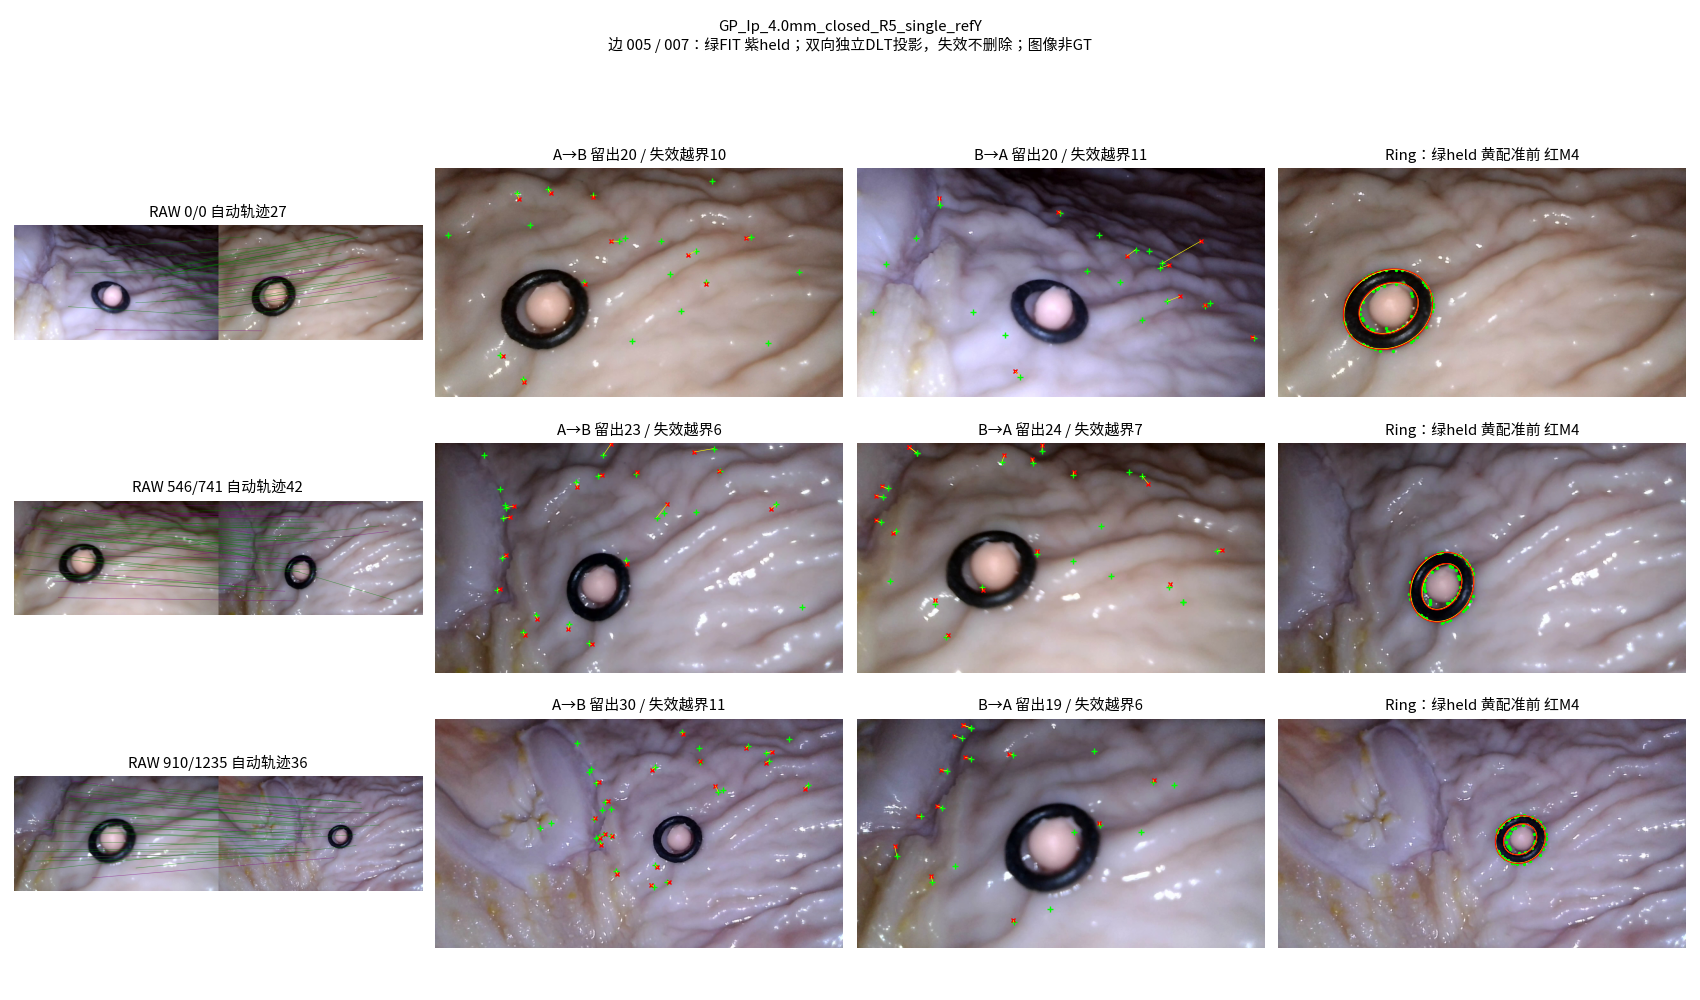 GP_Ip_4.0mm_closed_R5_single_refY
边 005 / 007：绿FIT 紫held；双向独立DLT投影，失效不删除；图像非GT
RAW 0/0 自动轨迹27
A→B 留出20 / 失效越界10
B→A 留出20 / 失效越界11
Ring：绿held 黄配准前 红M4
RAW 546/741 自动轨迹42
A→B 留出23 / 失效越界6
B→A 留出24 / 失效越界7
Ring：绿held 黄配准前 红M4
RAW 910/1235 自动轨迹36
A→B 留出30 / 失效越界11
B→A 留出19 / 失效越界6
Ring：绿held 黄配准前 红M4